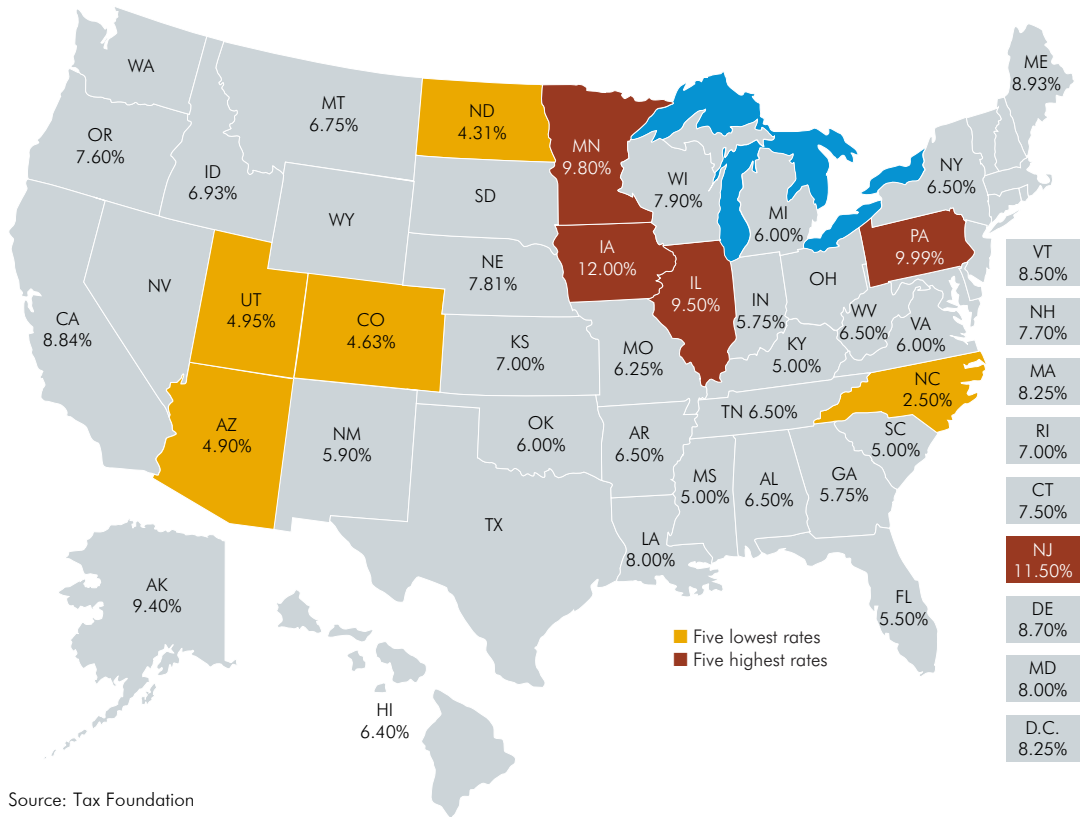 WA
OR
7.60%
ID
6.93%
MT
6.75%
WY
NV
CA
8.84%
UT
4.95%
CO
4.63%
AZ
4.90%
NM
5.90%
ND
4.31%
SD
NE
7.81%
KS
7.00%
OK
6.00%
TX
MN
9.80%
IA
12.00%
MO
6.25%
AR
6.50%
LA
8.00%
WI
7.90%
IL
9.50%
MI
6.00%
IN
5.75%
OH
KY
5.00%
TN 6.50%
MS
5.00%
AL
6.50%
GA
5.75%
FL
5.50%
SC
5.00%
NC
2.50%
VA
6.00%
WV
6.50%
PA
9.99%
NY
6.50%
ME
8.93%
VT
8.50%
NH
7.70%
MA
8.25%
RI
7.00%
CT
7.50%
NJ
11.50%
DE
8.70%
MD
8.00%
D.C.
8.25%
AK
9.40%
HI
6.40%
Five lowest rates
Five highest rates
Source: Tax Foundation